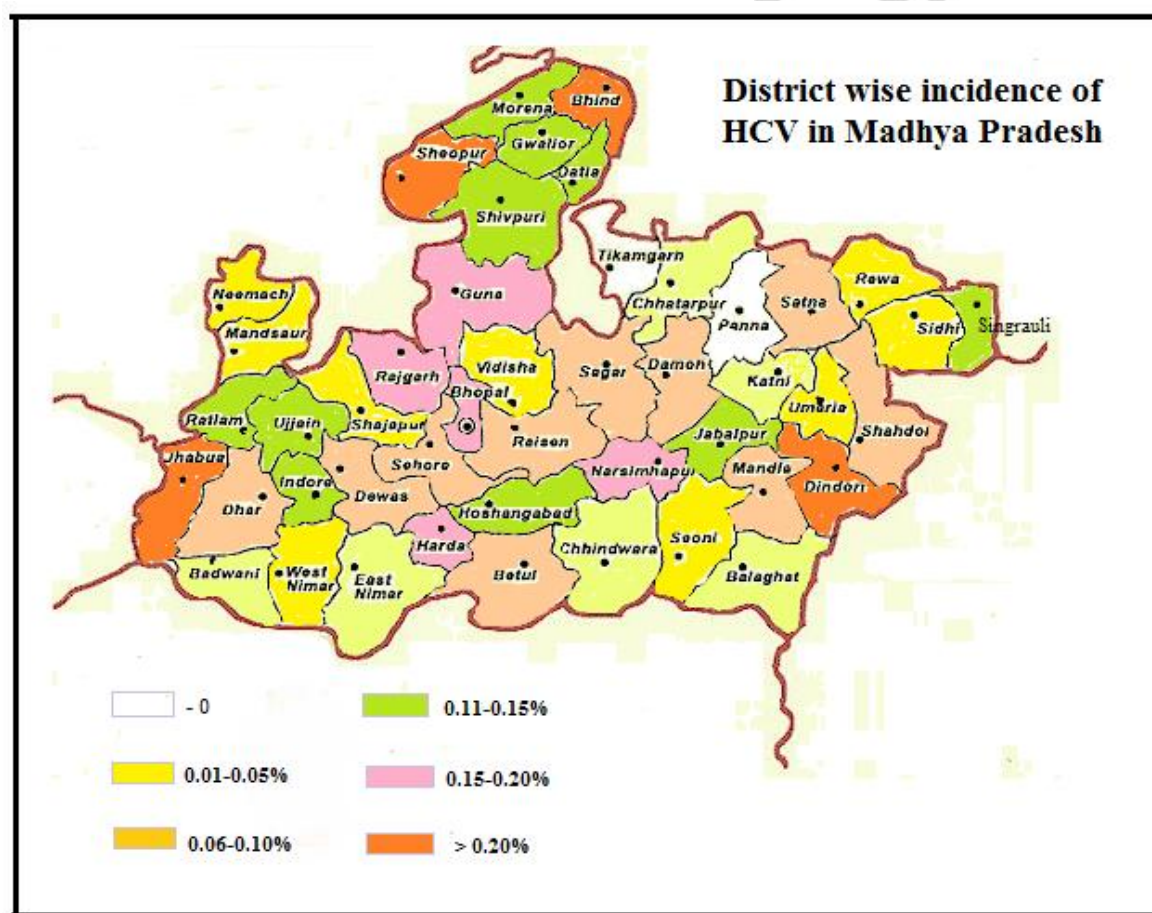 District wise incidence of
HCV in Madhya Pradesh
Morena
Bhind
Gwalior
Sheopur
Datia
Shivpuri
Tikamgarh
Guna
Neemach
Chhatarpur
Rewa
Satna
Panna
Sidhi
Singrauli
Mandsaur
Vidisha
Sagar
Damoh
Rajgarh
Katni
Bhopal
Umaria
Ratlam
Ujjain
Shajapur
Raisen
Jabalpur
Shahdol
Jhabua
Sehore
Narsimhapur
Mandla
Indore
Dewas
Dindori
Dhar
Hoshangabad
Harda
Chhindwara
Seoni
Badwani
West
Nimar
East
Nimar
Betul
Balaghat
- 0
0.11-0.15%
0.01-0.05%
0.15-0.20%
0.06-0.10%
> 0.20%